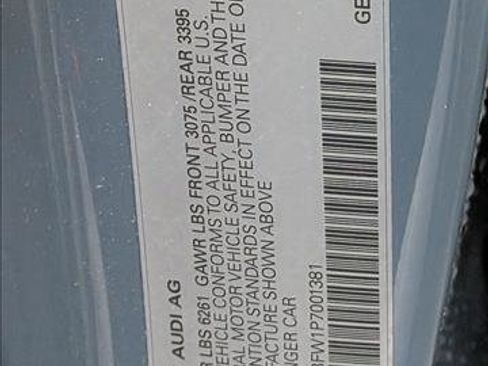 AUDI AG
LBS 6261 GAWR LBS FRONT 3075/REAR 3395
EHICLE CONFORMS TO ALL APPLICABLE U.S.
AL MOTOR VEHICLE SAFETY, BUMPER AND TH
NTION STANDARDS IN EFFECT ON THE DATE O
FACTURE SHOWN ABOVE
NGER CAR
FW1P7001381
GE